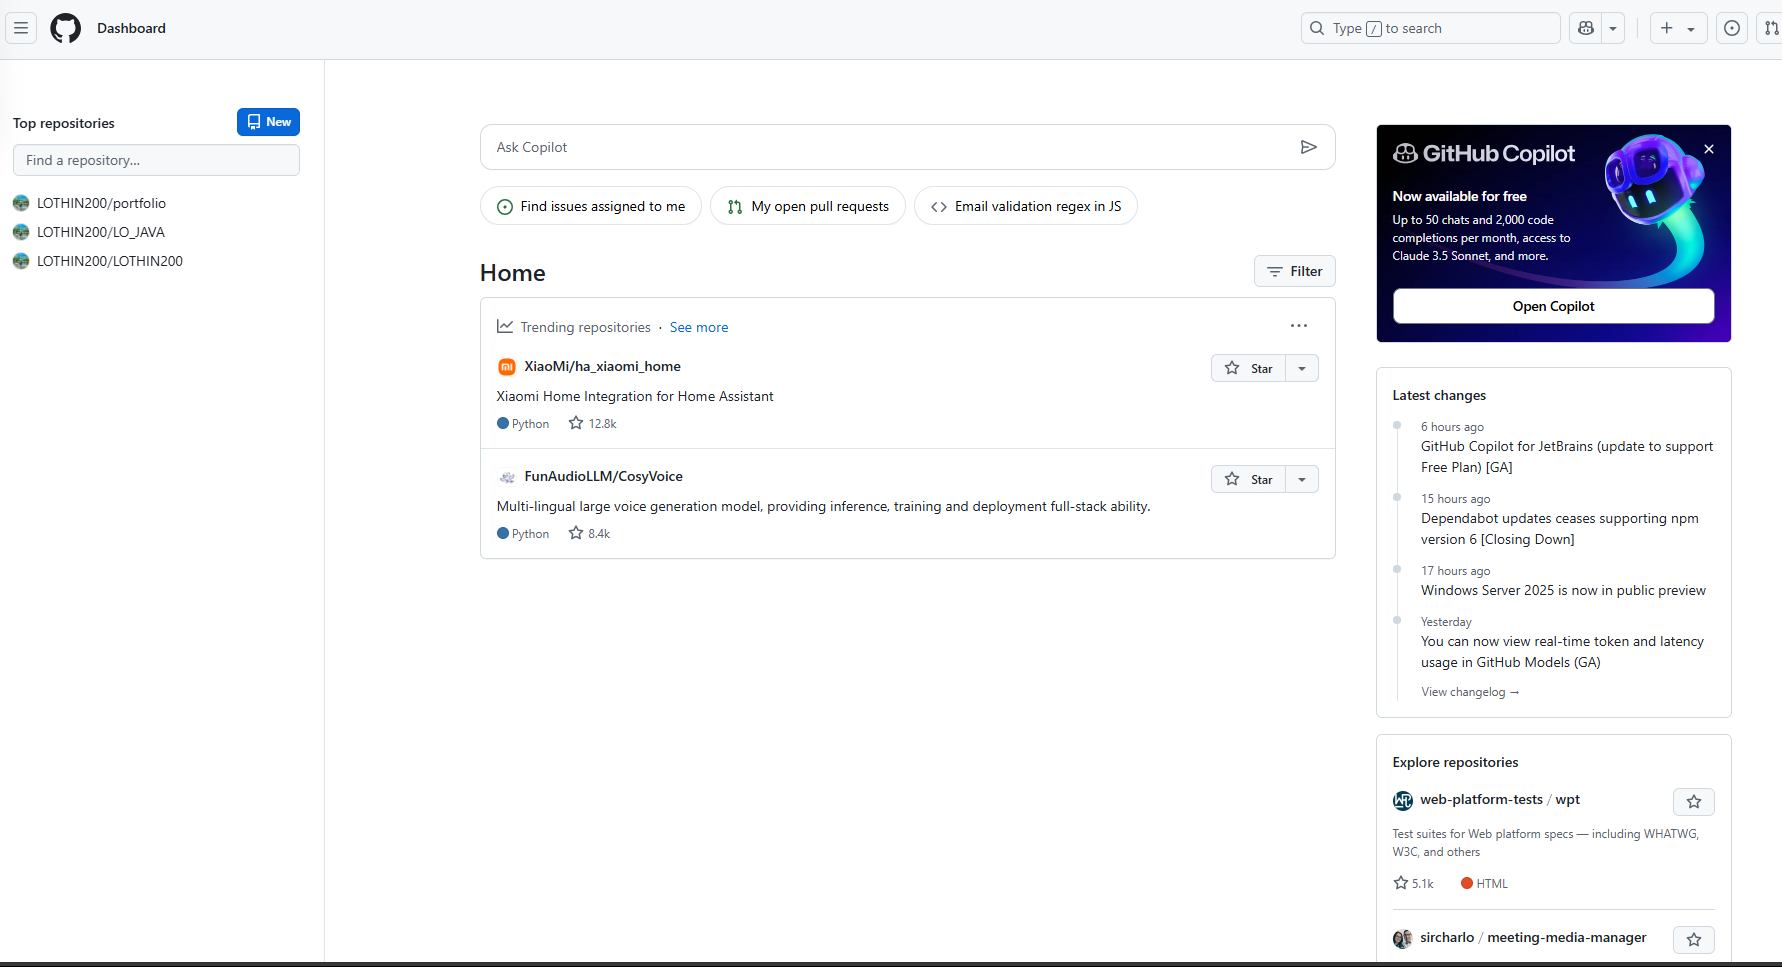 Dashboard
Type / to search
Top repositories
New
Find a repository...
LOTHIN200/portfolio
LOTHIN200/LO_JAVA
LOTHIN200/LOTHIN200
Ask Copilot
Find issues assigned to me
My open pull requests
Email validation regex in JS
Home
Filter
Trending repositories · See more
XiaoMi/ha_xiaomi_home
Star
Xiaomi Home Integration for Home Assistant
Python 12.8k
FunAudioLLM/CosyVoice
Star
Multi-lingual large voice generation model, providing inference, training and deployment full-stack ability.
Python 8.4k
GitHub Copilot
Now available for free
Up to 50 chats and 2,000 code
completions per month, access to
Claude 3.5 Sonnet, and more.
Open Copilot
Latest changes
6 hours ago
GitHub Copilot for JetBrains (update to support
Free Plan) [GA]
15 hours ago
Dependabot updates ceases supporting npm
version 6 [Closing Down]
17 hours ago
Windows Server 2025 is now in public preview
Yesterday
You can now view real-time token and latency
usage in GitHub Models (GA)
View changelog →
Explore repositories
web-platform-tests / wpt
Test suites for Web platform specs — including WHATWG,
W3C, and others
5.1k HTML
sircharlo / meeting-media-manager